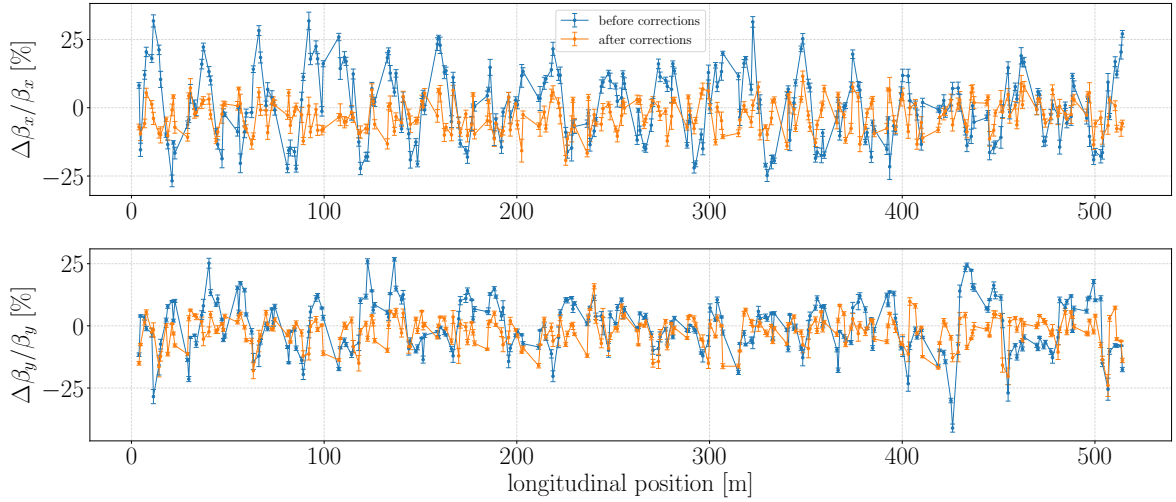 before corrections
after corrections
Δβx/βx [%]
25
0
−25
0 100 200 300 400 500
Δβy/βy [%]
25
0
−25
0 100 200 300 400 500
longitudinal position [m]